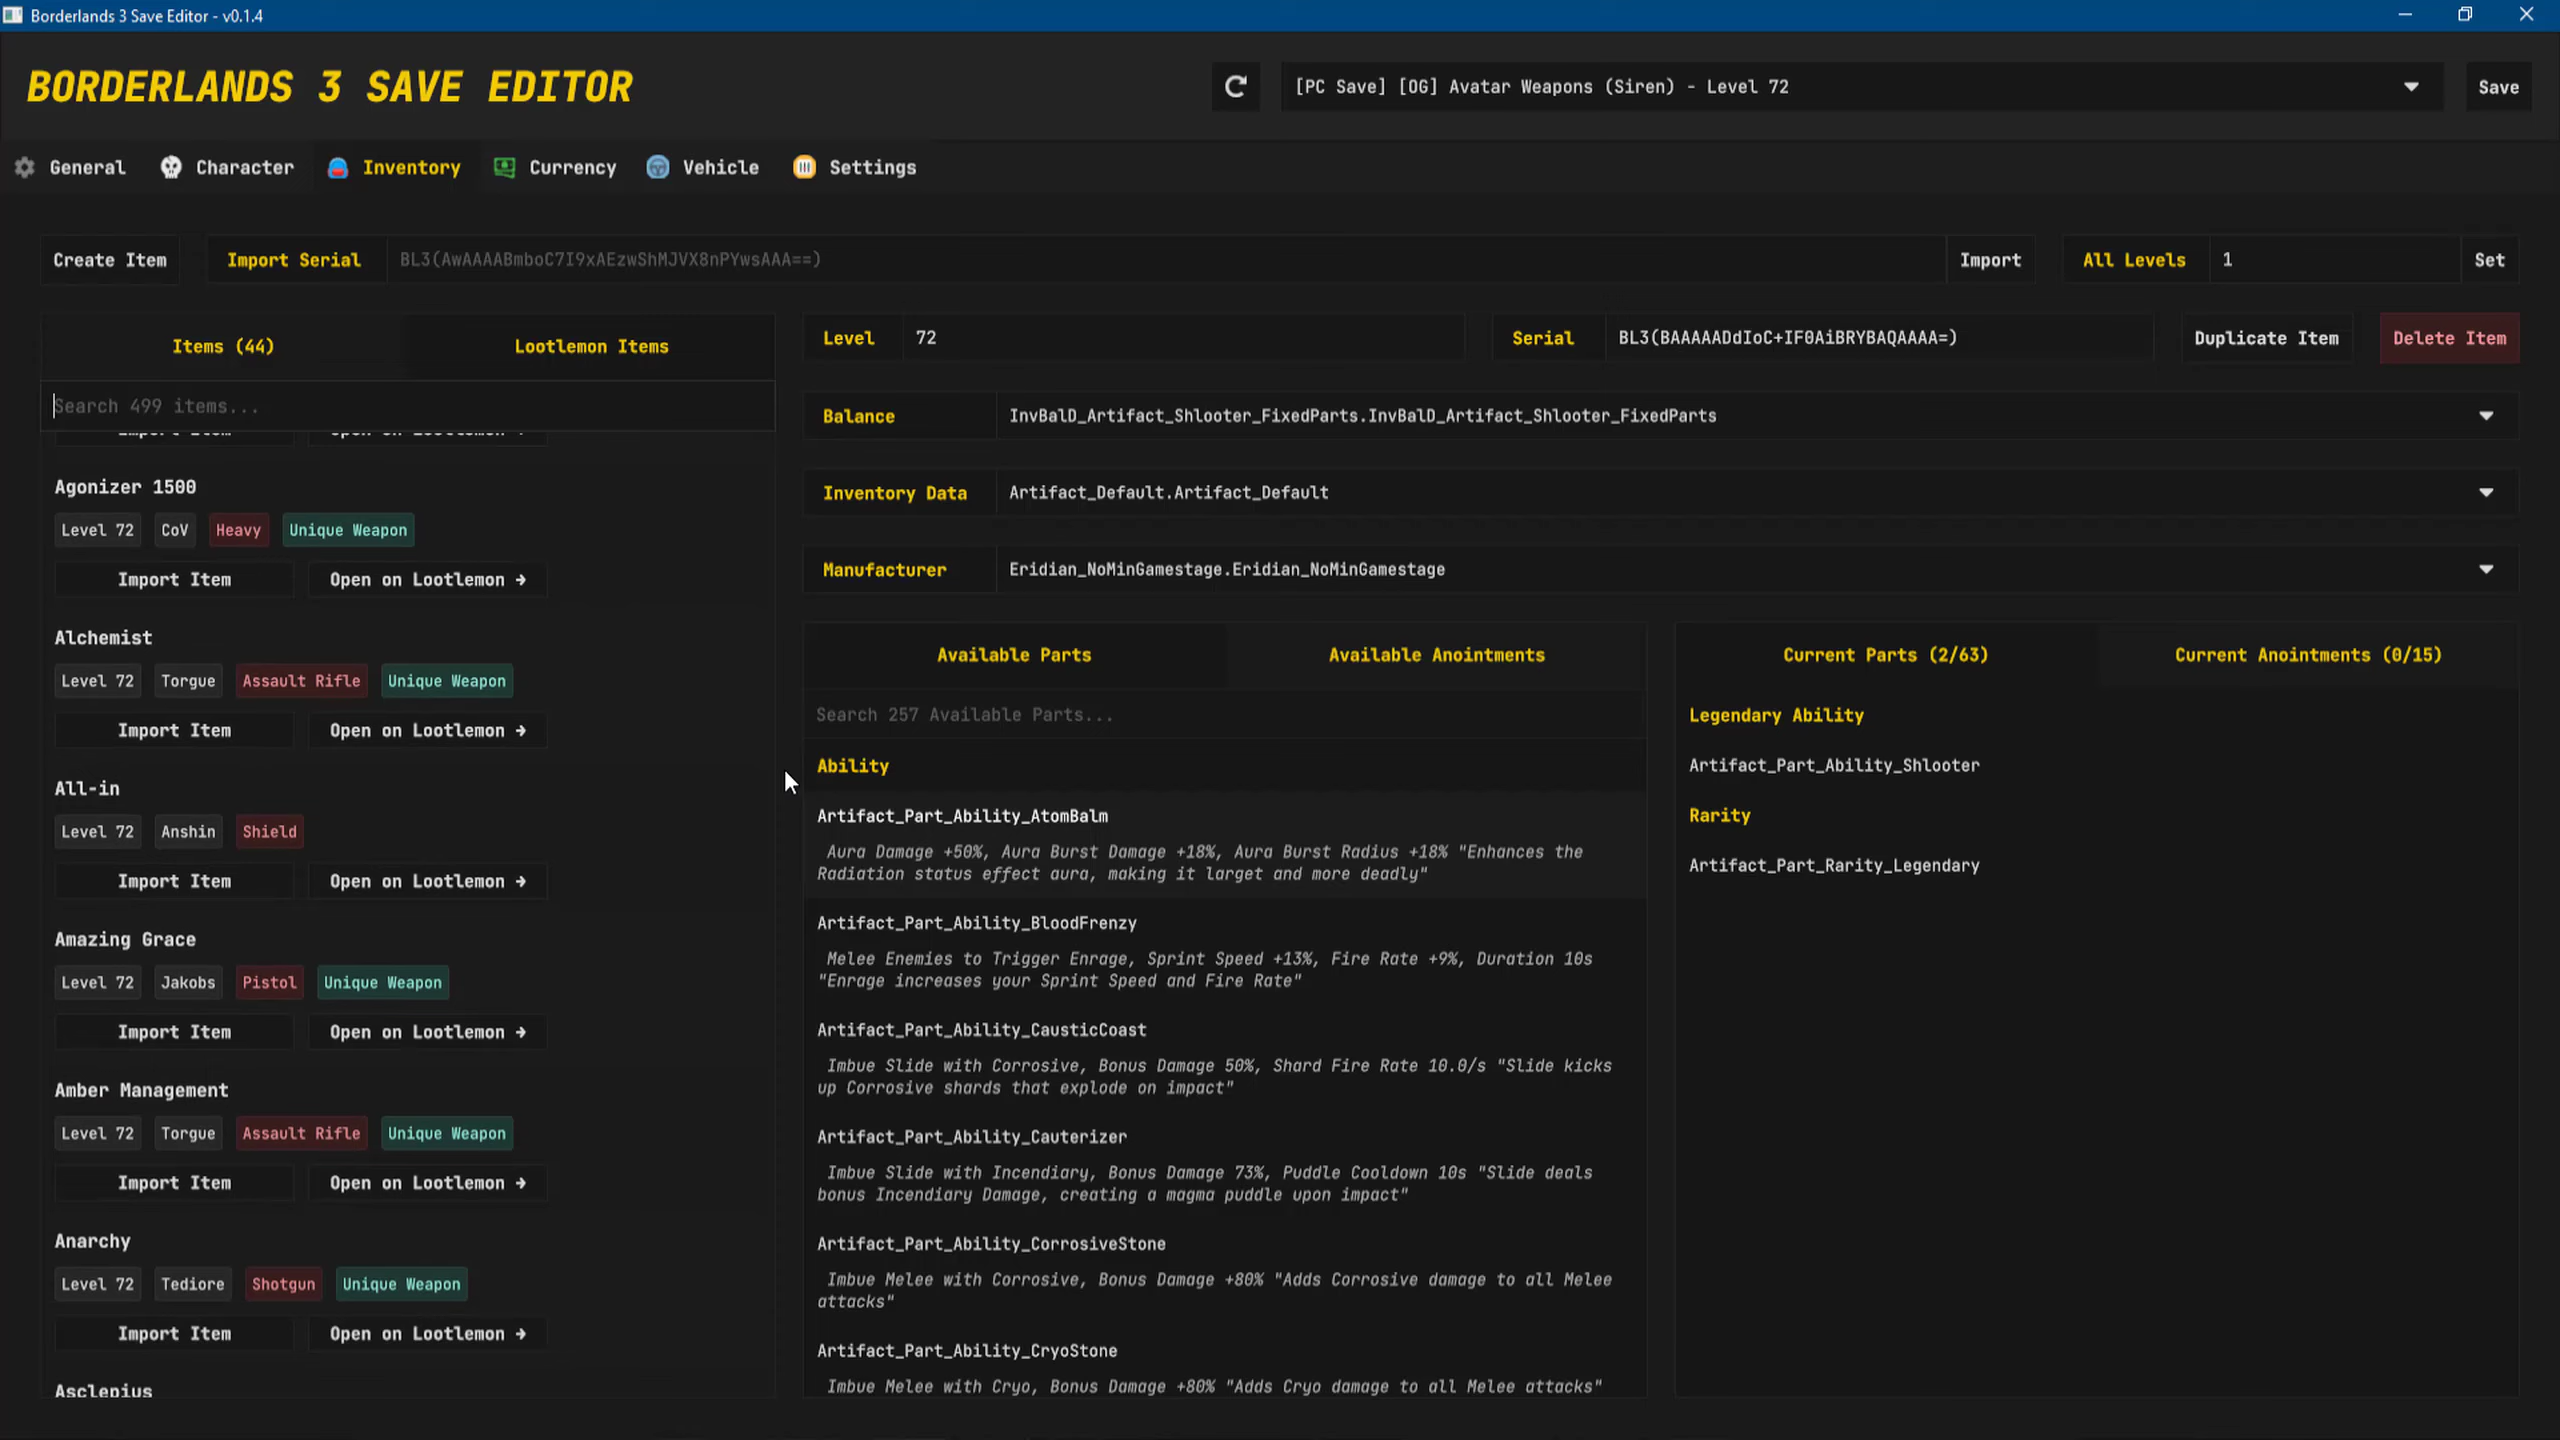 Borderlands 3 Save Editor - v0.1.4
BORDERLANDS 3 SAVE EDITOR
[PC Save] [OG] Avatar Weapons (Siren) - Level 72
Save
General Character Inventory Currency Vehicle Settings
Create Item Import Serial BL3(AwAAAABmboC7I9xAEzwShMJVX8nPYwsAAA==) Import All Levels 1 Set
Items (44) Lootlemon Items
Search 499 items...
Import Item Open on Lootlemon →
Agonizer 1500
Level 72 CoV Heavy Unique Weapon
Import Item Open on Lootlemon →
Alchemist
Level 72 Torgue Assault Rifle Unique Weapon
Import Item Open on Lootlemon →
All-in
Level 72 Anshin Shield
Import Item Open on Lootlemon →
Amazing Grace
Level 72 Jakobs Pistol Unique Weapon
Import Item Open on Lootlemon →
Amber Management
Level 72 Torgue Assault Rifle Unique Weapon
Import Item Open on Lootlemon →
Anarchy
Level 72 Tediore Shotgun Unique Weapon
Import Item Open on Lootlemon →
Asclepius
Level 72 Serial BL3(BAAAAADdIoC+IF0AiBRYBAQAAAA=) Duplicate Item Delete Item
Balance InvBalD_Artifact_Shlooter_FixedParts.InvBalD_Artifact_Shlooter_FixedParts
Inventory Data Artifact_Default.Artifact_Default
Manufacturer Eridian_NoMinGamestage.Eridian_NoMinGamestage
Available Parts Available Anointments
Search 257 Available Parts...
Ability
Artifact_Part_Ability_AtomBalm
Aura Damage +50%, Aura Burst Damage +18%, Aura Burst Radius +18% "Enhances the
Radiation status effect aura, making it larget and more deadly"
Artifact_Part_Ability_BloodFrenzy
Melee Enemies to Trigger Enrage, Sprint Speed +13%, Fire Rate +9%, Duration 10s
"Enrage increases your Sprint Speed and Fire Rate"
Artifact_Part_Ability_CausticCoast
Imbue Slide with Corrosive, Bonus Damage 50%, Shard Fire Rate 10.0/s "Slide kicks
up Corrosive shards that explode on impact"
Artifact_Part_Ability_Cauterizer
Imbue Slide with Incendiary, Bonus Damage 73%, Puddle Cooldown 10s "Slide deals
bonus Incendiary Damage, creating a magma puddle upon impact"
Artifact_Part_Ability_CorrosiveStone
Imbue Melee with Corrosive, Bonus Damage +80% "Adds Corrosive damage to all Melee
attacks"
Artifact_Part_Ability_CryoStone
Imbue Melee with Cryo, Bonus Damage +80% "Adds Cryo damage to all Melee attacks"
Current Parts (2/63) Current Anointments (0/15)
Legendary Ability
Artifact_Part_Ability_Shlooter
Rarity
Artifact_Part_Rarity_Legendary